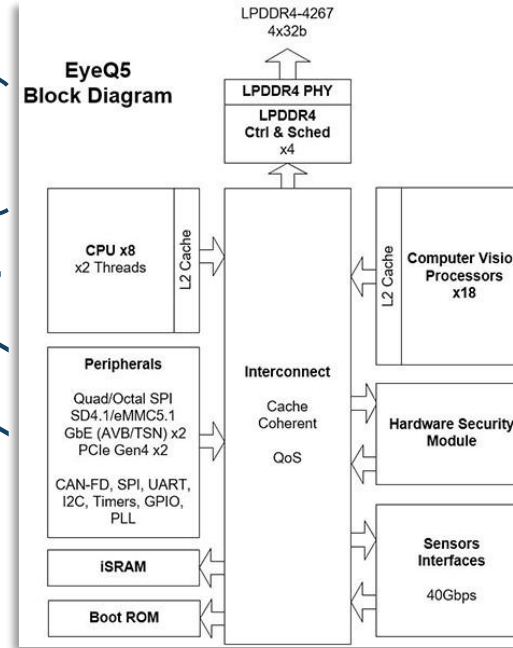 LPDDR4-4267
4x32b
EyeQ5
Block Diagram
LPDDR4 PHY
LPDDR4
Ctrl & Sched
x4
CPU x8
x2 Threads
L2 Cache
L2 Cache
Computer Vision
Processors
x18
Peripherals
Quad/Octal SPI
SD4.1/eMMC5.1
GbE (AVB/TSN) x2
PCIe Gen4 x2
CAN-FD, SPI, UART,
I2C, Timers, GPIO,
PLL
Interconnect
Cache
Coherent
QoS
Hardware Security
Module
Sensors
Interfaces
40Gbps
iSRAM
Boot ROM